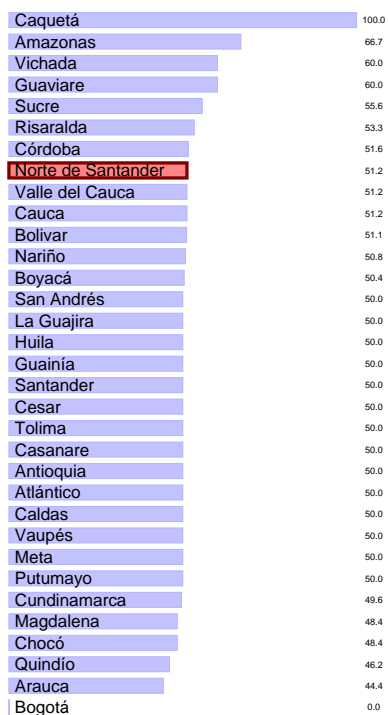 Caquetá 100.0
Amazonas 66.7
Vichada 60.0
Guaviare 60.0
Sucre 55.6
Risaralda 53.3
Córdoba 51.6
Norte de Santander 51.2
Valle del Cauca 51.2
Cauca 51.2
Bolivar 51.1
Nariño 50.8
Boyacá 50.4
San Andrés 50.0
La Guajira 50.0
Huila 50.0
Guainía 50.0
Santander 50.0
Cesar 50.0
Tolima 50.0
Casanare 50.0
Antioquia 50.0
Atlántico 50.0
Caldas 50.0
Vaupés 50.0
Meta 50.0
Putumayo 50.0
Cundinamarca 49.6
Magdalena 48.4
Chocó 48.4
Quindío 46.2
Arauca 44.4
Bogotá 0.0